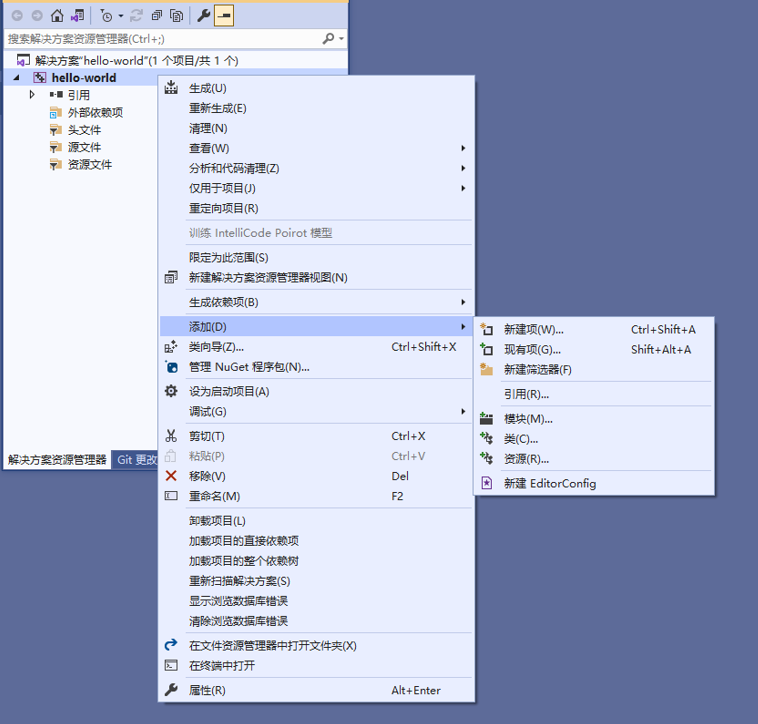 搜索解决方案资源管理器(Ctrl+;)
解决方案"hello-world"(1 个项目/共 1 个)
hello-world
引用
外部依赖项
头文件
源文件
资源文件
解决方案资源管理器
Git 更改
生成(U)
重新生成(E)
清理(N)
查看(W)
分析和代码清理(Z)
仅用于项目(J)
重定向项目(R)
训练 IntelliCode Poirot 模型
限定为此范围(S)
新建解决方案资源管理器视图(N)
生成依赖项(B)
添加(D)
类向导(Z)... Ctrl+Shift+X
管理 NuGet 程序包(N)...
设为启动项目(A)
调试(G)
剪切(T) Ctrl+X
粘贴(P) Ctrl+V
移除(V) Del
重命名(M) F2
卸载项目(L)
加载项目的直接依赖项
加载项目的整个依赖树
重新扫描解决方案(S)
显示浏览数据库错误
清除浏览数据库错误
在文件资源管理器中打开文件夹(X)
在终端中打开
属性(R) Alt+Enter
新建项(W)... Ctrl+Shift+A
现有项(G)... Shift+Alt+A
新建筛选器(F)
引用(R)...
模块(M)...
类(C)...
资源(R)...
新建 EditorConfig